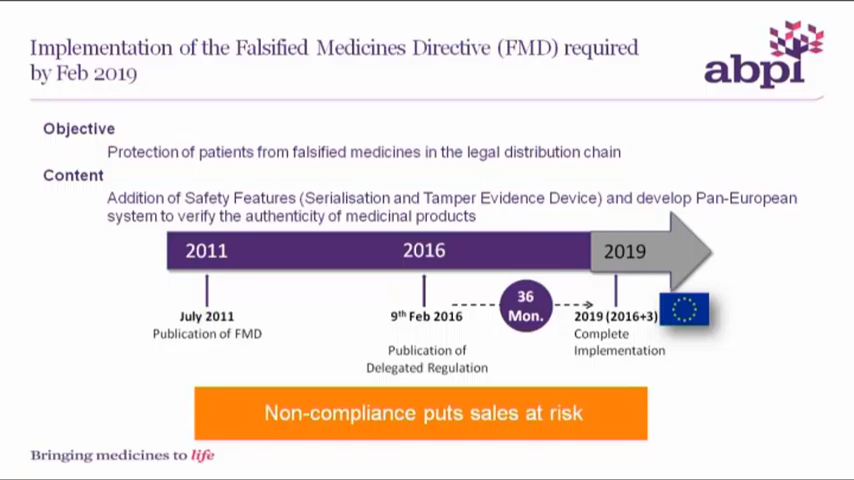 Implementation of the Falsified Medicines Directive (FMD) required
by Feb 2019
abpi
Objective
Protection of patients from falsified medicines in the legal distribution chain
Content
Addition of Safety Features (Serialisation and Tamper Evidence Device) and develop Pan-European
system to verify the authenticity of medicinal products
2011
2016
2019
July 2011
Publication of FMD
9th Feb 2016
Publication of
Delegated Regulation
36
Mon.
2019 (2016+3)
Complete
Implementation
Non-compliance puts sales at risk
Bringing medicines to life